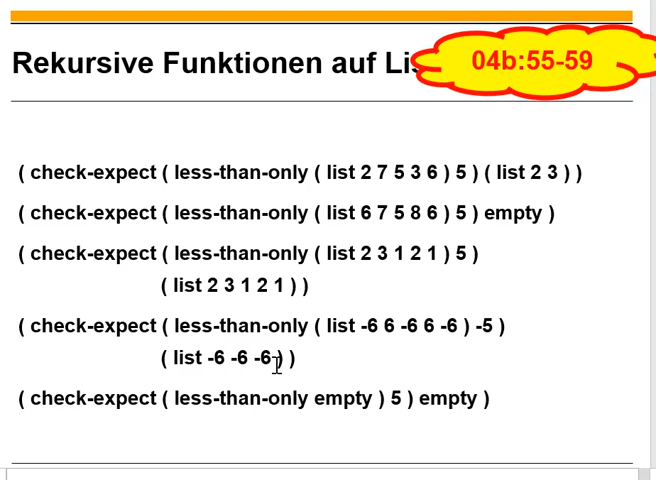 Rekursive Funktionen auf Lis
04b:55-59
( check-expect ( less-than-only ( list 2 7 5 3 6 ) 5 ) ( list 2 3 ) )
( check-expect ( less-than-only ( list 6 7 5 8 6 ) 5 ) empty )
( check-expect ( less-than-only ( list 2 3 1 2 1 ) 5 )
( list 2 3 1 2 1 ) )
( check-expect ( less-than-only ( list -6 6 -6 6 -6 ) -5 )
( list -6 -6 -6 ) )
( check-expect ( less-than-only empty ) 5 ) empty )